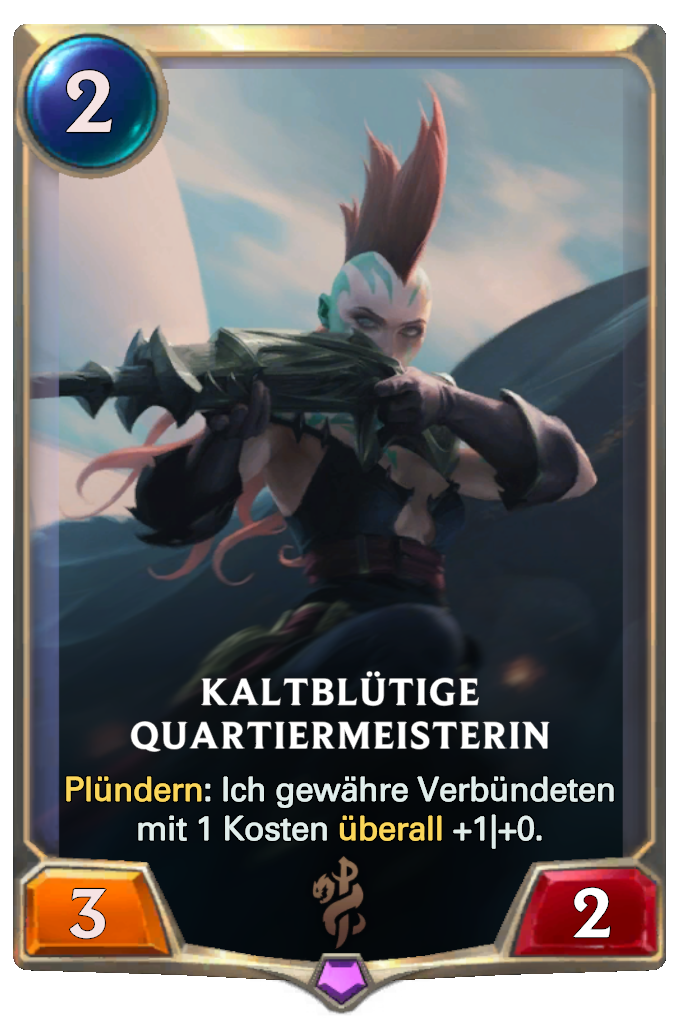 2
KALTBLÜTIGE
QUARTIERMEISTERIN
Plündern: Ich gewähre Verbündeten
mit 1 Kosten überall +1|+0.
3
2